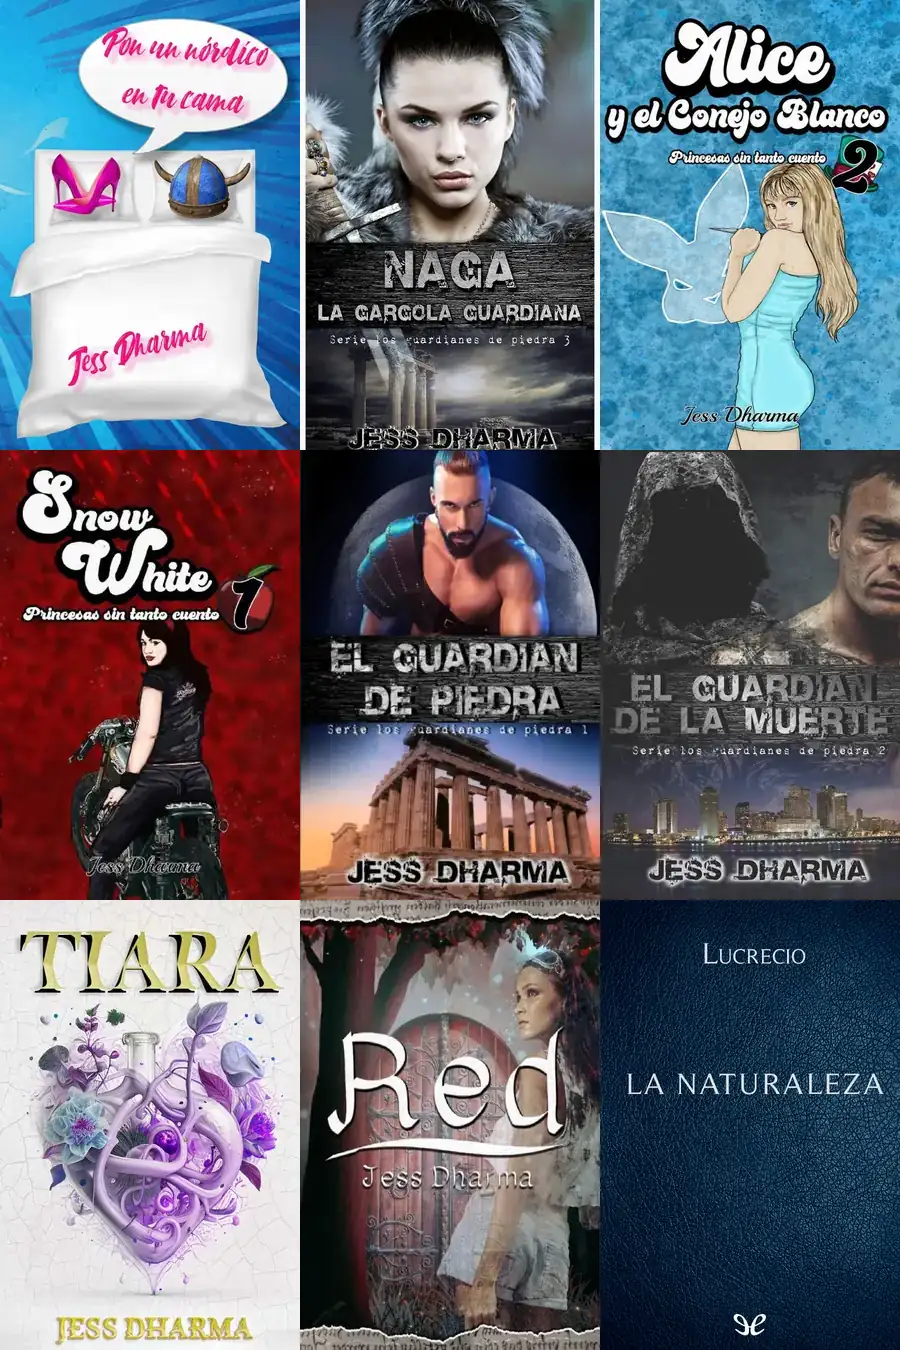 Pon un nórdico
en tu cama
Jess Dharma
NAGA
LA GARGOLA GUARDIANA
Serie los guardianes de piedra 3
JESS DHARMA
Alice
y el Conejo Blanco
Princesas sin tanto cuento
2
Jess Dharma
Snow
White
1
Princesas sin tanto cuento
Jess Dharma
EL GUARDIAN
DE PIEDRA
Serie los guardianes de piedra 1
JESS DHARMA
EL GUARDIAN
DE LA MUERTE
Serie los guardianes de piedra 2
JESS DHARMA
TIARA
JESS DHARMA
Red
Jess Dharma
LUCRECIO
LA NATURALEZA